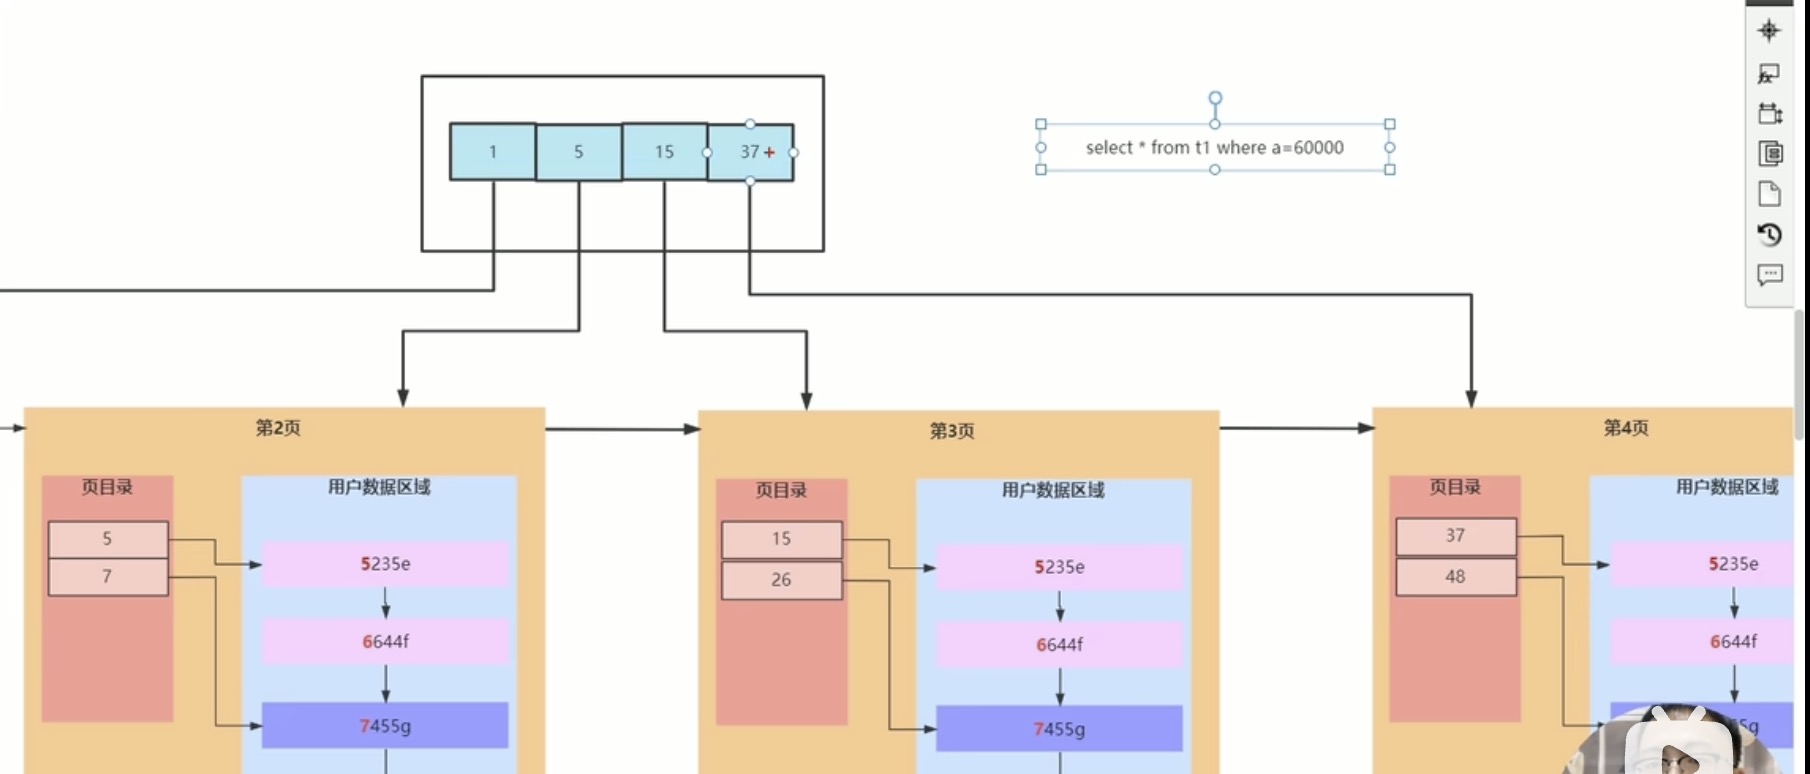 1 5 15 37 +
select * from t1 where a=60000
第2页
页目录
5
7
用户数据区域
5235e
6644f
7455g
第3页
页目录
15
26
用户数据区域
5235e
6644f
7455g
第4页
页目录
37
48
用户数据区域
5235e
6644f